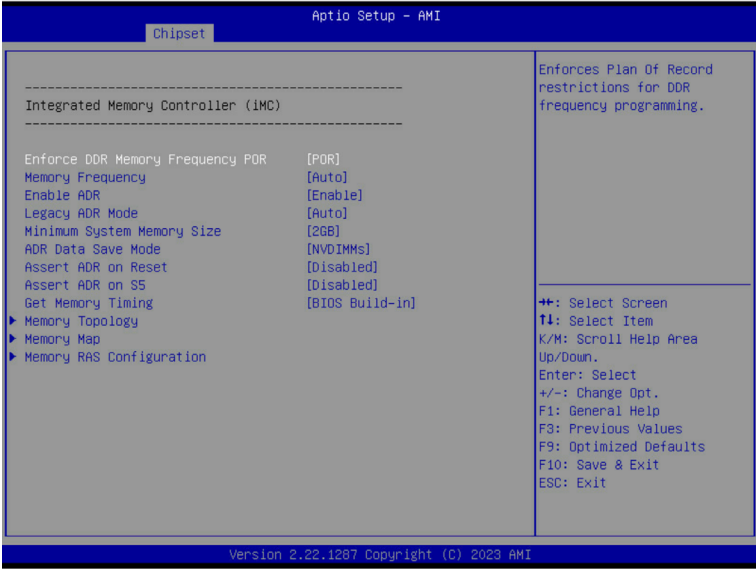 Aptio Setup - AMI
Chipset
--------------------------------------------------
Integrated Memory Controller (iMC)
--------------------------------------------------
Enforce DDR Memory Frequency POR [POR]
Memory Frequency [Auto]
Enable ADR [Enable]
Legacy ADR Mode [Auto]
Minimum System Memory Size [2GB]
ADR Data Save Mode [NVDIMMs]
Assert ADR on Reset [Disabled]
Assert ADR on S5 [Disabled]
Get Memory Timing [BIOS Build-in]
Memory Topology
Memory Map
Memory RAS Configuration
Enforces Plan Of Record
restrictions for DDR
frequency programming.
→←: Select Screen
↑↓: Select Item
K/M: Scroll Help Area
Up/Down.
Enter: Select
+/-: Change Opt.
F1: General Help
F3: Previous Values
F9: Optimized Defaults
F10: Save & Exit
ESC: Exit
Version 2.22.1287 Copyright (C) 2023 AMI